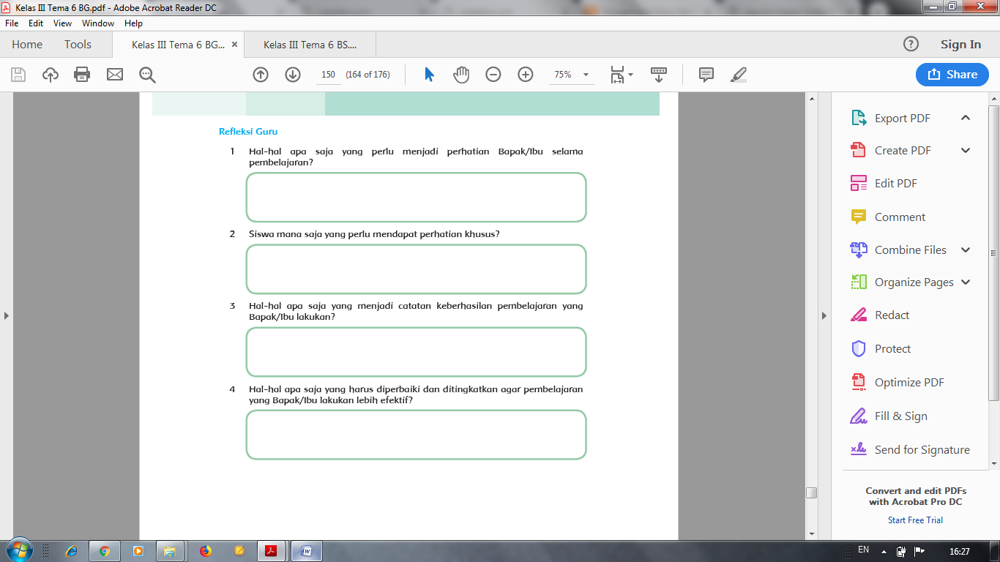 Kelas III Tema 6 BG.pdf - Adobe Acrobat Reader DC
File Edit View Window Help
Home Tools Kelas III Tema 6 BG... × Kelas III Tema 6 BS.... ? Sign In
150 (164 of 176) 75% Share
Refleksi Guru
1 Hal-hal apa saja yang perlu menjadi perhatian Bapak/Ibu selama
pembelajaran?
2 Siswa mana saja yang perlu mendapat perhatian khusus?
3 Hal-hal apa saja yang menjadi catatan keberhasilan pembelajaran yang
Bapak/Ibu lakukan?
4 Hal-hal apa saja yang harus diperbaiki dan ditingkatkan agar pembelajaran
yang Bapak/Ibu lakukan lebih efektif?
Export PDF
Create PDF
Edit PDF
Comment
Combine Files
Organize Pages
Redact
Protect
Optimize PDF
Fill & Sign
Send for Signature
Convert and edit PDFs
with Acrobat Pro DC
Start Free Trial
EN 16:27